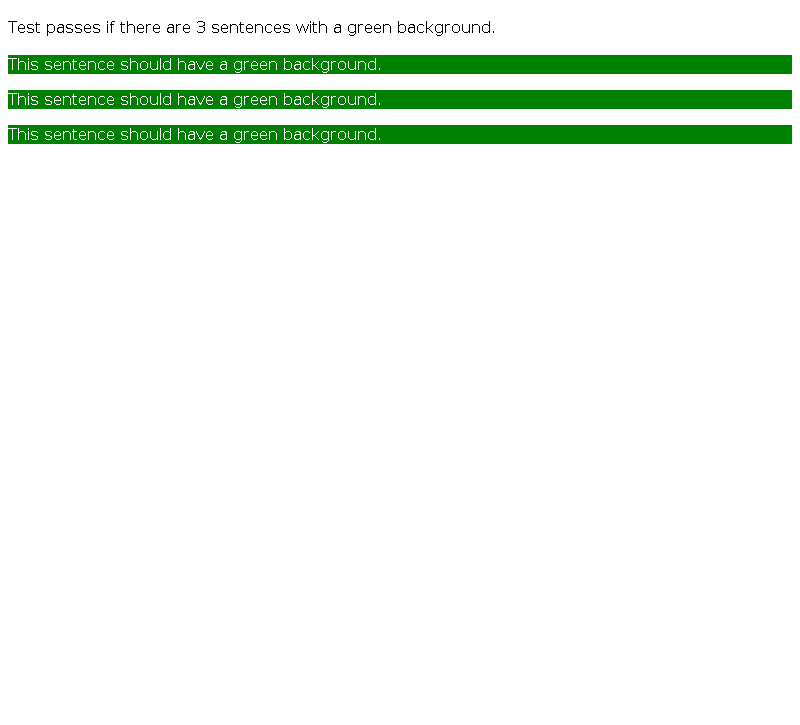 Test passes if there are 3 sentences with a green background.
This sentence should have a green background.
This sentence should have a green background.
This sentence should have a green background.